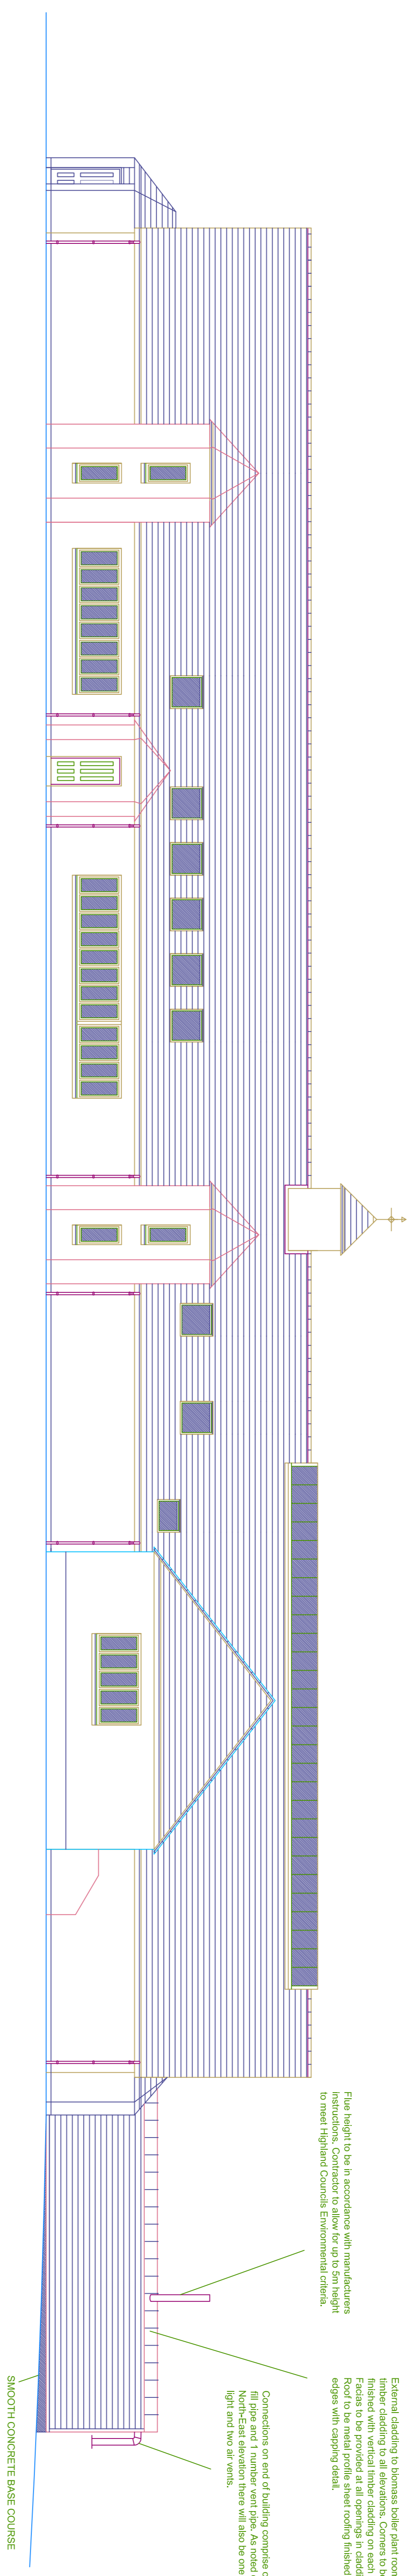 Flue height to be in accordance with manufacturers
instructions. Contractor to allow for up to 5m height
to meet Highland Councils Environmental criteria.
External cladding to biomass boiler plant
timber cladding to all elevations. Corners to
finished with vertical timber cladding on each
Facias to be provided at all openings in
Roof to be metal profile sheet roofing finished
edges with capping detail.
Connections on end of building comprise
fill pipe and 1 number vent pipe. As noted
North-East elevation there will also be one
light and two air vents.
SMOOTH CONCRETE BASE COURSE